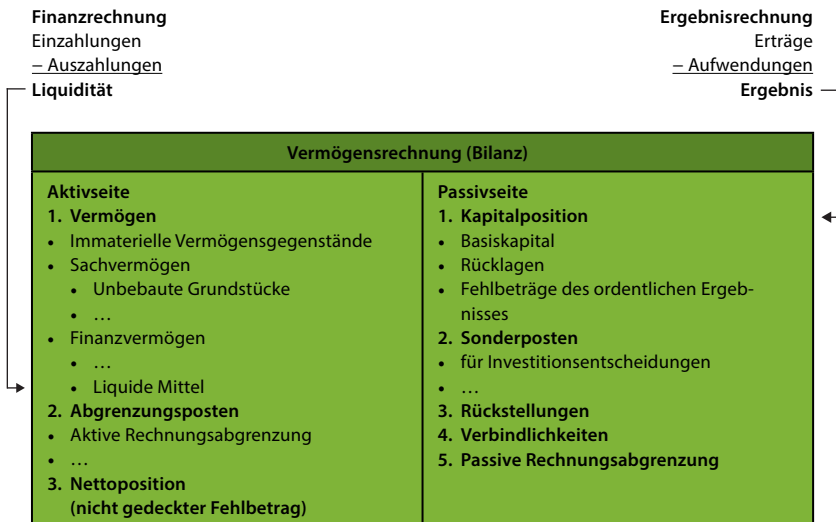 Finanzrechnung
Einzahlungen
– Auszahlungen
Liquidität
Ergebnisrechnung
Erträge
– Aufwendungen
Ergebnis
Vermögensrechnung (Bilanz)
Aktivseite
1. Vermögen
• Immaterielle Vermögensgegenstände
• Sachvermögen
• Unbebaute Grundstücke
• …
• Finanzvermögen
• …
• Liquide Mittel
2. Abgrenzungsposten
• Aktive Rechnungsabgrenzung
• …
3. Nettoposition
(nicht gedeckter Fehlbetrag)
Passivseite
1. Kapitalposition
• Basiskapital
• Rücklagen
• Fehlbeträge des ordentlichen Ergeb-
nisses
2. Sonderposten
• für Investitionsentscheidungen
• …
3. Rückstellungen
4. Verbindlichkeiten
5. Passive Rechnungsabgrenzung